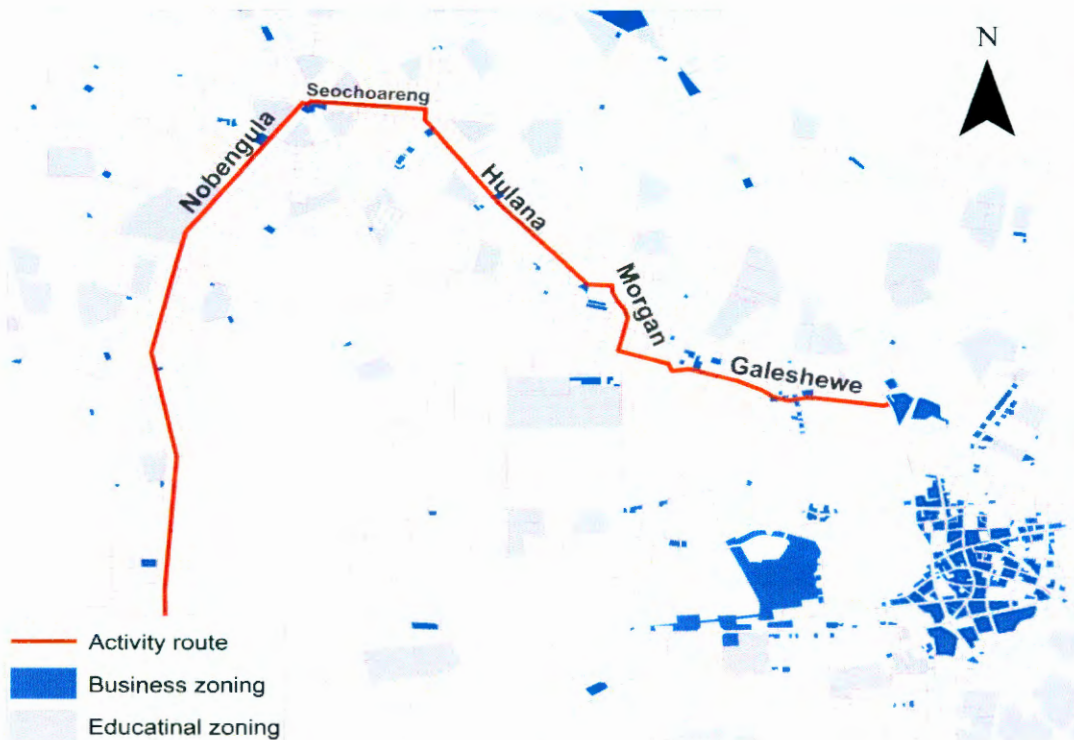 N
Seochoareng
Nobengula
Hulana
Morgan
Galeshewe
Activity route
Business zoning
Educatinal zoning